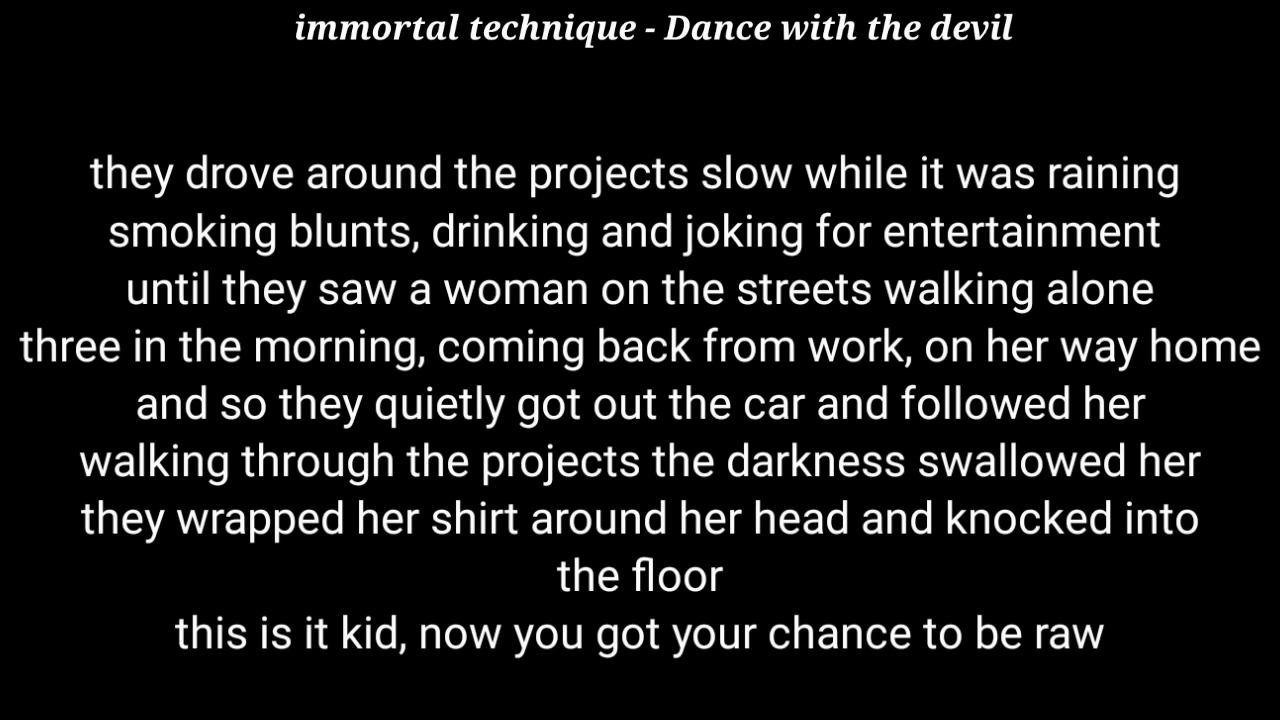 immortal technique - Dance with the devil
they drove around the projects slow while it was raining
smoking blunts, drinking and joking for entertainment
until they saw a woman on the streets walking alone
three in the morning, coming back from work, on her way home
and so they quietly got out the car and followed her
walking through the projects the darkness swallowed her
they wrapped her shirt around her head and knocked into
the floor
this is it kid, now you got your chance to be raw